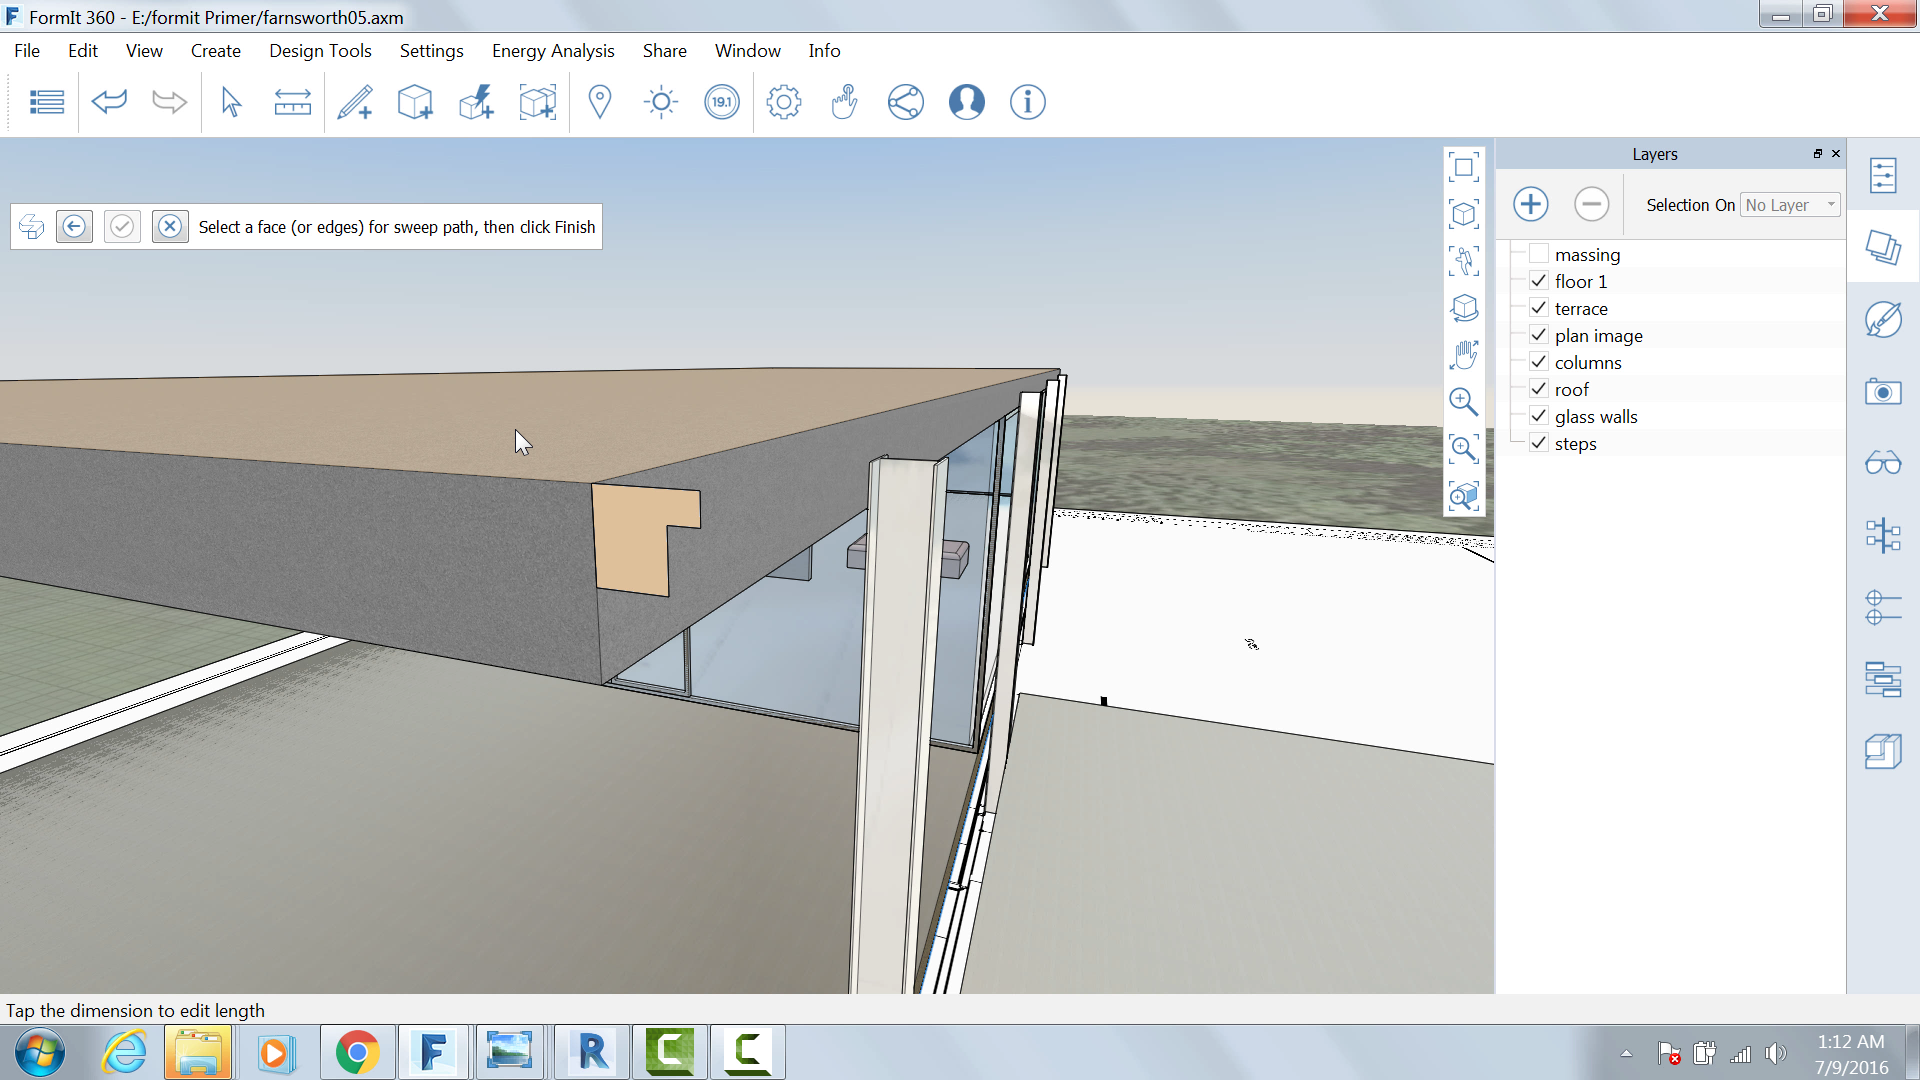 FormIt 360 - E:/formit Primer/farnsworth05.axm
File Edit View Create Design Tools Settings Energy Analysis Share Window Info
19.1
Layers
Selection On No Layer
Select a face (or edges) for sweep path, then click Finish
massing
floor 1
terrace
plan image
columns
roof
glass walls
steps
Tap the dimension to edit length
1:12 AM
7/9/2016